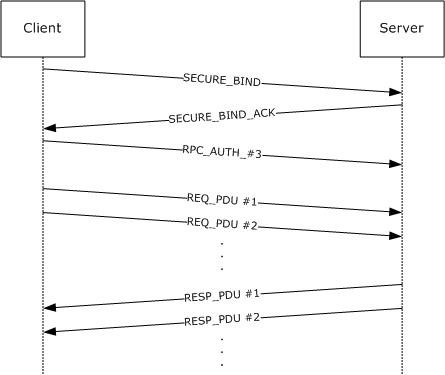 Client
Server
SECURE_BIND
SECURE_BIND_ACK
RPC_AUTH_#3
REQ_PDU #1
REQ_PDU #2
.
.
.
RESP_PDU #1
RESP_PDU #2
.
.
.